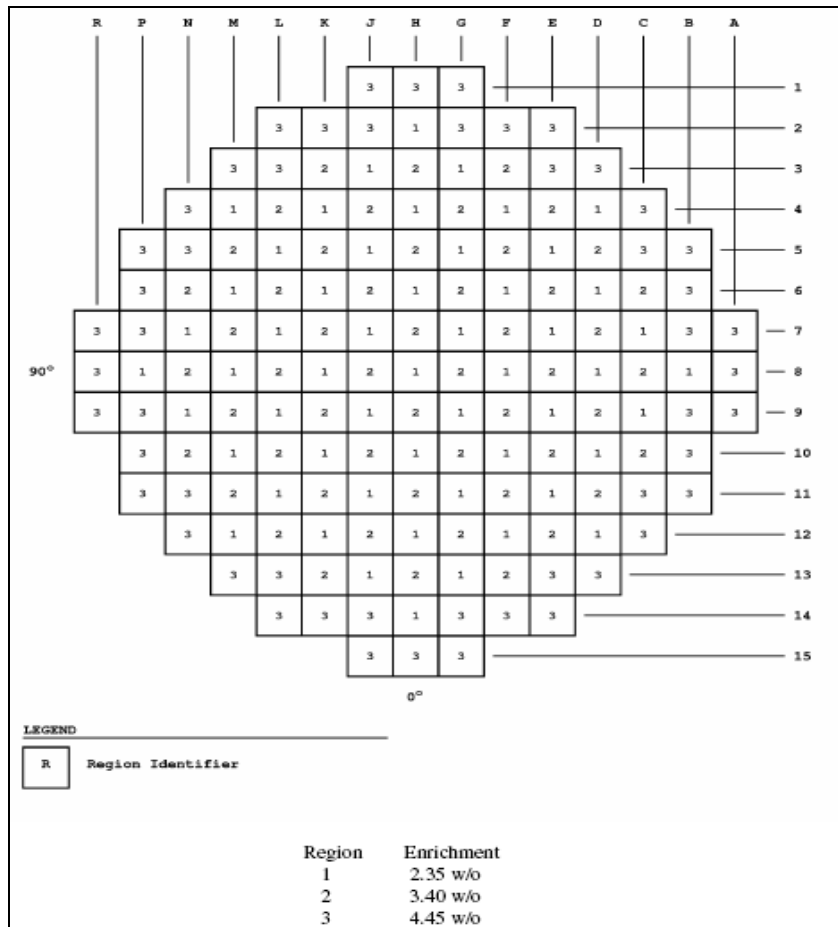 R P N M L K J H G F E D C B A
3 3 3 1
3 3 3 1 3 3 3 2
3 3 2 1 2 1 2 3 3 3
3 1 2 1 2 1 2 1 2 1 3 4
3 3 2 1 2 1 2 1 2 1 2 3 3 5
3 2 1 2 1 2 1 2 1 2 1 2 3 6
3 3 1 2 1 2 1 2 1 2 1 2 1 3 3 7
90° 3 1 2 1 2 1 2 1 2 1 2 1 2 1 3 8
3 3 1 2 1 2 1 2 1 2 1 2 1 3 3 9
3 2 1 2 1 2 1 2 1 2 1 2 3 10
3 3 2 1 2 1 2 1 2 1 2 3 3 11
3 1 2 1 2 1 2 1 2 1 3 12
3 3 2 1 2 1 2 3 3 13
3 3 3 1 3 3 3 14
3 3 3 15
0°
LEGEND
R Region Identifier
Region Enrichment
1 2.35 w/o
2 3.40 w/o
3 4.45 w/o